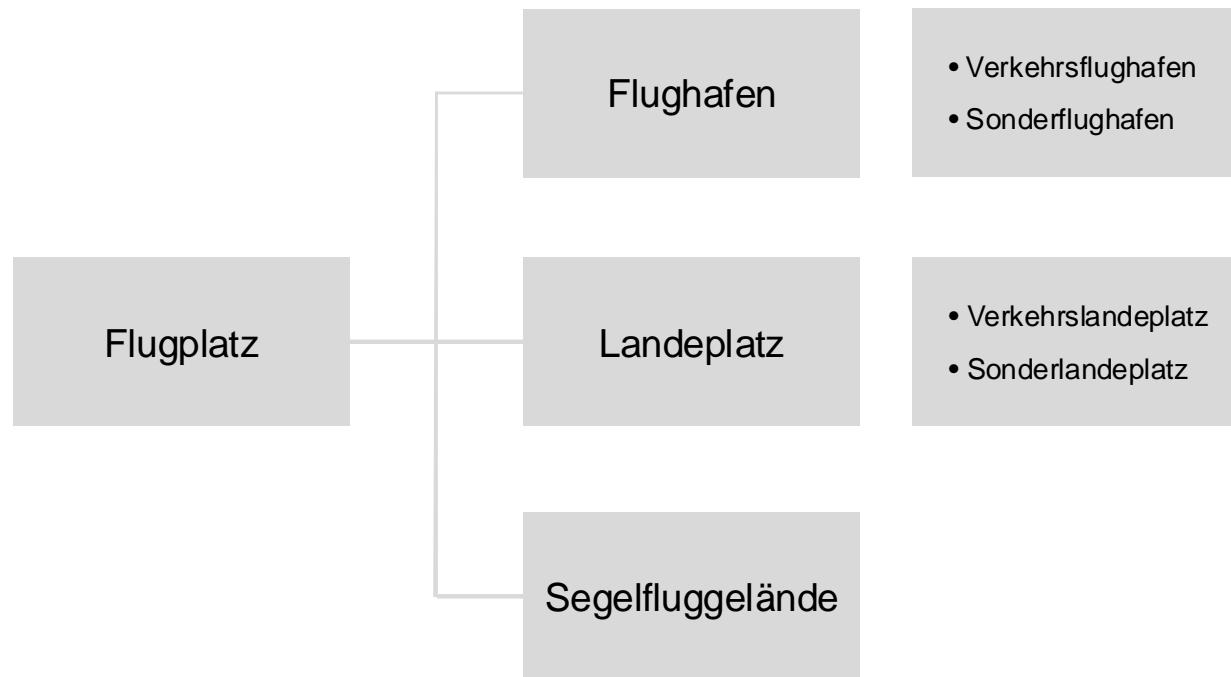 Flughafen
• Verkehrsflughafen
• Sonderflughafen
Flugplatz
Landeplatz
• Verkehrslandeplatz
• Sonderlandeplatz
Segelfluggelände